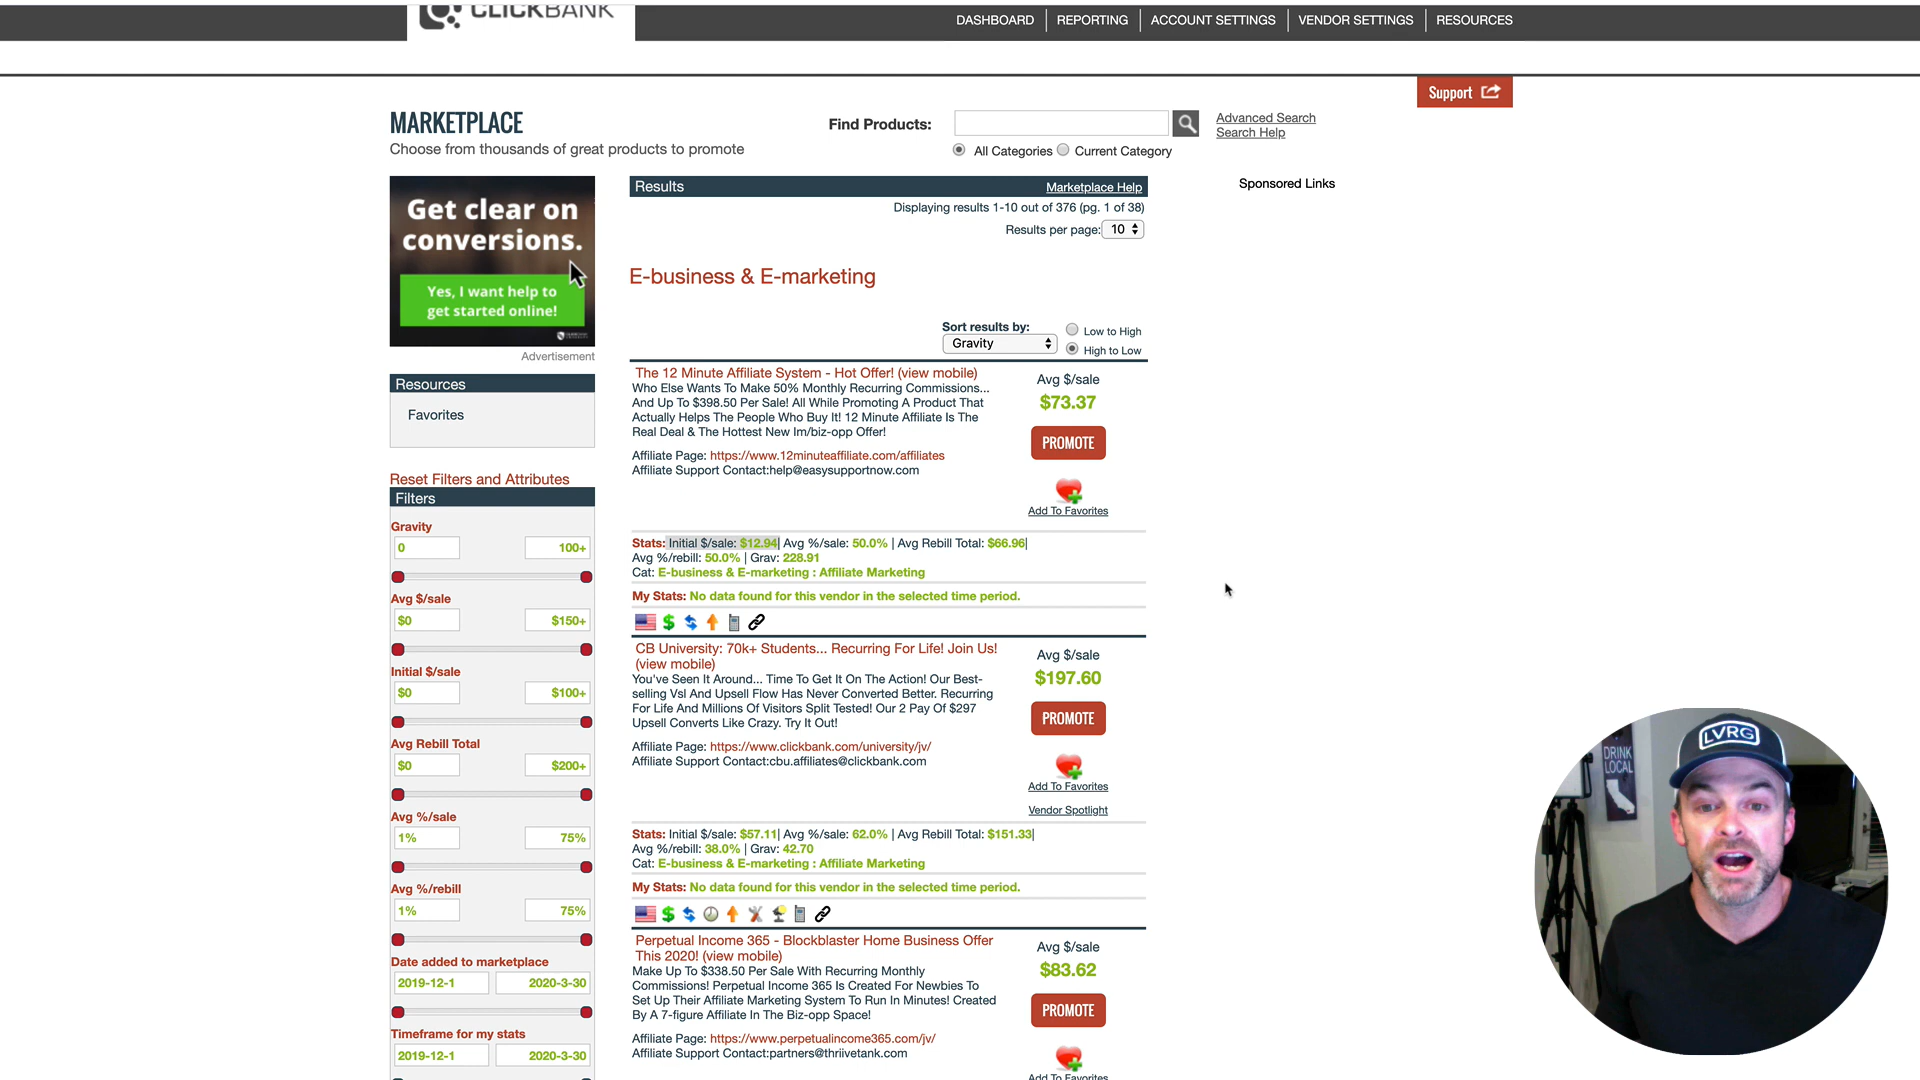 CLICKBANK
DASHBOARD
REPORTING
ACCOUNT SETTINGS
VENDOR SETTINGS
RESOURCES
Support
MARKETPLACE
Choose from thousands of great products to promote
Find Products:
Advanced Search
Search Help
All Categories
Current Category
Get clear on
conversions.
Yes, I want help to
get started online!
Advertisement
Resources
Favorites
Reset Filters and Attributes
Filters
Gravity
0 100+
Avg $/sale
$0 $150+
Initial $/sale
$0 $100+
Avg Rebill Total
$0 $200+
Avg %/sale
1% 75%
Avg %/rebill
1% 75%
Date added to marketplace
2019-12-1 2020-3-30
Timeframe for my stats
2019-12-1 2020-3-30
Results Marketplace Help
Displaying results 1-10 out of 376 (pg. 1 of 38)
Results per page: 10
E-business & E-marketing
Sort results by:
Gravity
Low to High
High to Low
The 12 Minute Affiliate System - Hot Offer! (view mobile)
Who Else Wants To Make 50% Monthly Recurring Commissions...
And Up To $398.50 Per Sale! All While Promoting A Product That
Actually Helps The People Who Buy It! 12 Minute Affiliate Is The
Real Deal & The Hottest New Im/biz-opp Offer!
Affiliate Page: https://www.12minuteaffiliate.com/affiliates
Affiliate Support Contact:help@easysupportnow.com
Avg $/sale
$73.37
PROMOTE
Add To Favorites
Stats: Initial $/sale: $12.94| Avg %/sale: 50.0% | Avg Rebill Total: $66.96|
Avg %/rebill: 50.0% | Grav: 228.91
Cat: E-business & E-marketing : Affiliate Marketing
My Stats: No data found for this vendor in the selected time period.
CB University: 70k+ Students... Recurring For Life! Join Us!
(view mobile)
You've Seen It Around... Time To Get It On The Action! Our Best-
selling Vsl And Upsell Flow Has Never Converted Better. Recurring
For Life And Millions Of Visitors Split Tested! Our 2 Pay Of $297
Upsell Converts Like Crazy. Try It Out!
Affiliate Page: https://www.clickbank.com/university/jv/
Affiliate Support Contact:cbu.affiliates@clickbank.com
Avg $/sale
$197.60
PROMOTE
Add To Favorites
Vendor Spotlight
Stats: Initial $/sale: $57.11| Avg %/sale: 62.0% | Avg Rebill Total: $151.33|
Avg %/rebill: 38.0% | Grav: 42.70
Cat: E-business & E-marketing : Affiliate Marketing
My Stats: No data found for this vendor in the selected time period.
Perpetual Income 365 - Blockblaster Home Business Offer
This 2020! (view mobile)
Make Up To $338.50 Per Sale With Recurring Monthly
Commissions! Perpetual Income 365 Is Created For Newbies To
Set Up Their Affiliate Marketing System To Run In Minutes! Created
By A 7-figure Affiliate In The Biz-opp Space!
Affiliate Page: https://www.perpetualincome365.com/jv/
Affiliate Support Contact:partners@thriivetank.com
Avg $/sale
$83.62
PROMOTE
Add To Favorites
Sponsored Links
LVRG
DRINK
LOCAL